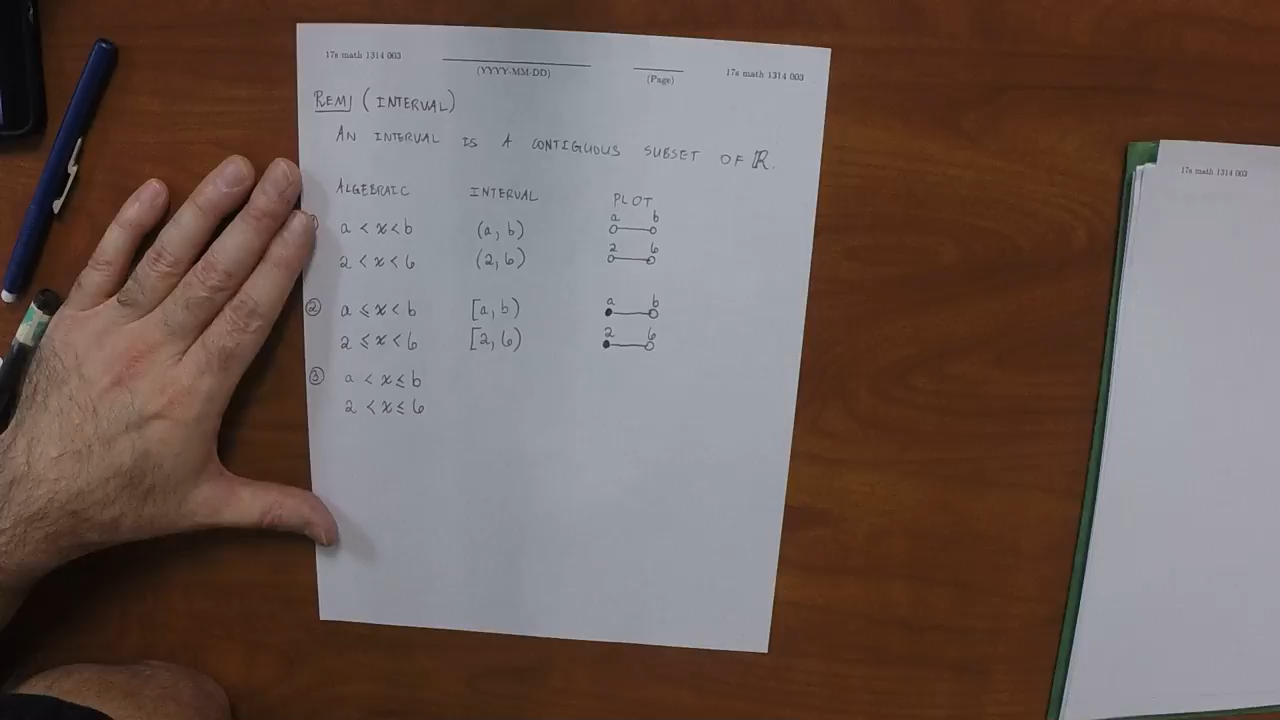 17s math 1314 003
(YYYY-MM-DD)
(Page)
17s math 1314 003
REM] (INTERVAL)
AN INTERVAL IS A CONTIGUOUS SUBSET OF ℝ.
ALGEBRAIC INTERVAL PLOT
a b
a < x < b (a, b)
2 6
2 < x < 6 (2, 6)
a b
② a ≤ x < b [a, b)
2 6
2 ≤ x < 6 [2, 6)
③ a < x ≤ b
2 < x ≤ 6
17s math 1314 003